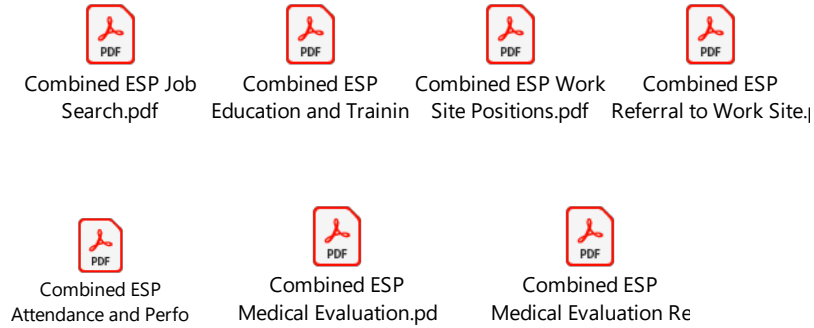 PDF PDF PDF PDF
Combined ESP Job Combined ESP Combined ESP Work Combined ESP
Search.pdf Education and Trainin Site Positions.pdf Referral to Work Site.p
PDF PDF PDF
Combined ESP Combined ESP Combined ESP
Attendance and Perfo Medical Evaluation.pd Medical Evaluation Re